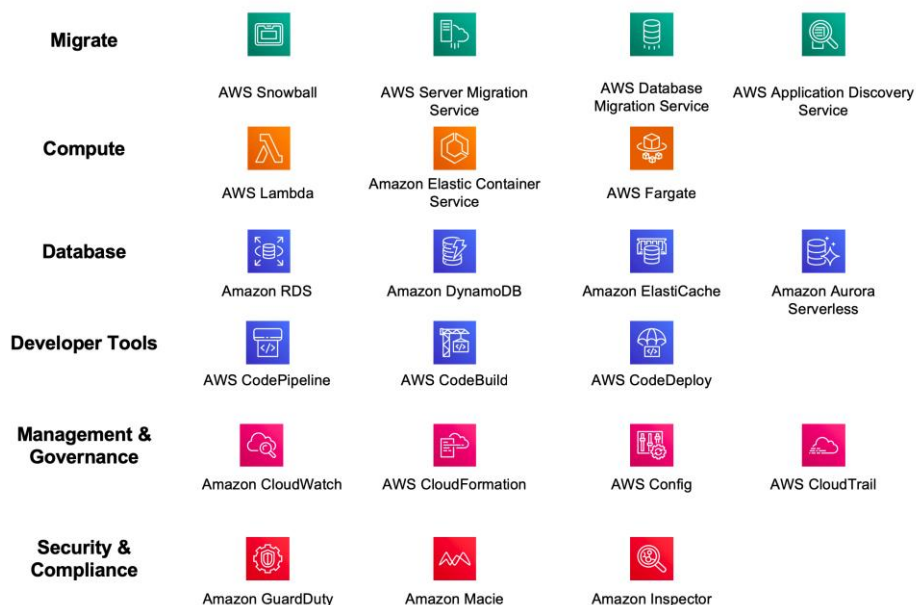 Migrate
AWS Snowball
AWS Server Migration
Service
AWS Database
Migration Service
AWS Application Discovery
Service
Compute
AWS Lambda
Amazon Elastic Container
Service
AWS Fargate
Database
Amazon RDS
Amazon DynamoDB
Amazon ElastiCache
Amazon Aurora
Serverless
Developer Tools
AWS CodePipeline
AWS CodeBuild
AWS CodeDeploy
Management &
Governance
Amazon CloudWatch
AWS CloudFormation
AWS Config
AWS CloudTrail
Security &
Compliance
Amazon GuardDuty
Amazon Macie
Amazon Inspector